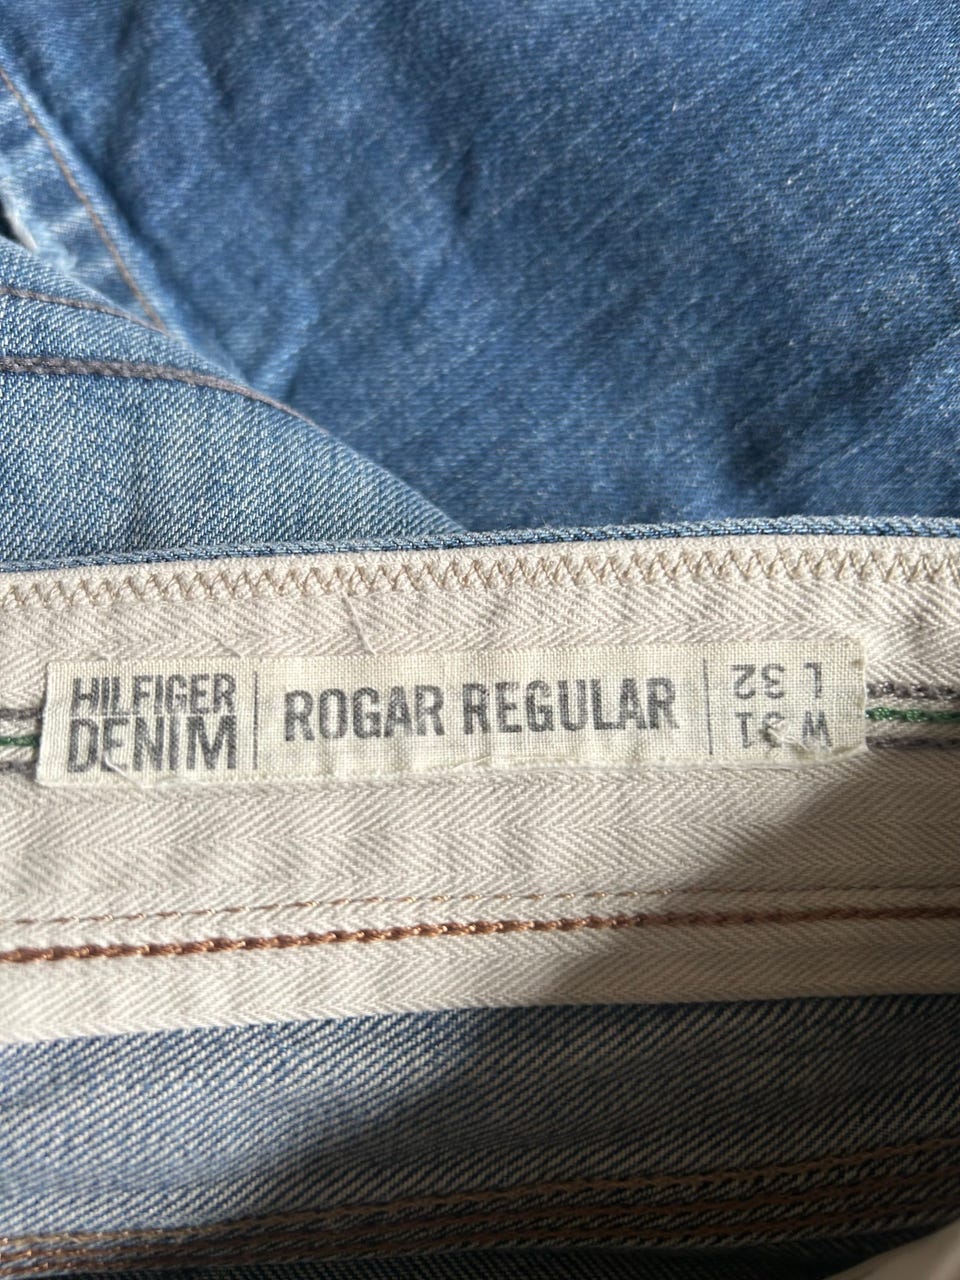 HILFIGER
DENIM
ROGAR REGULAR
W 31
L 32